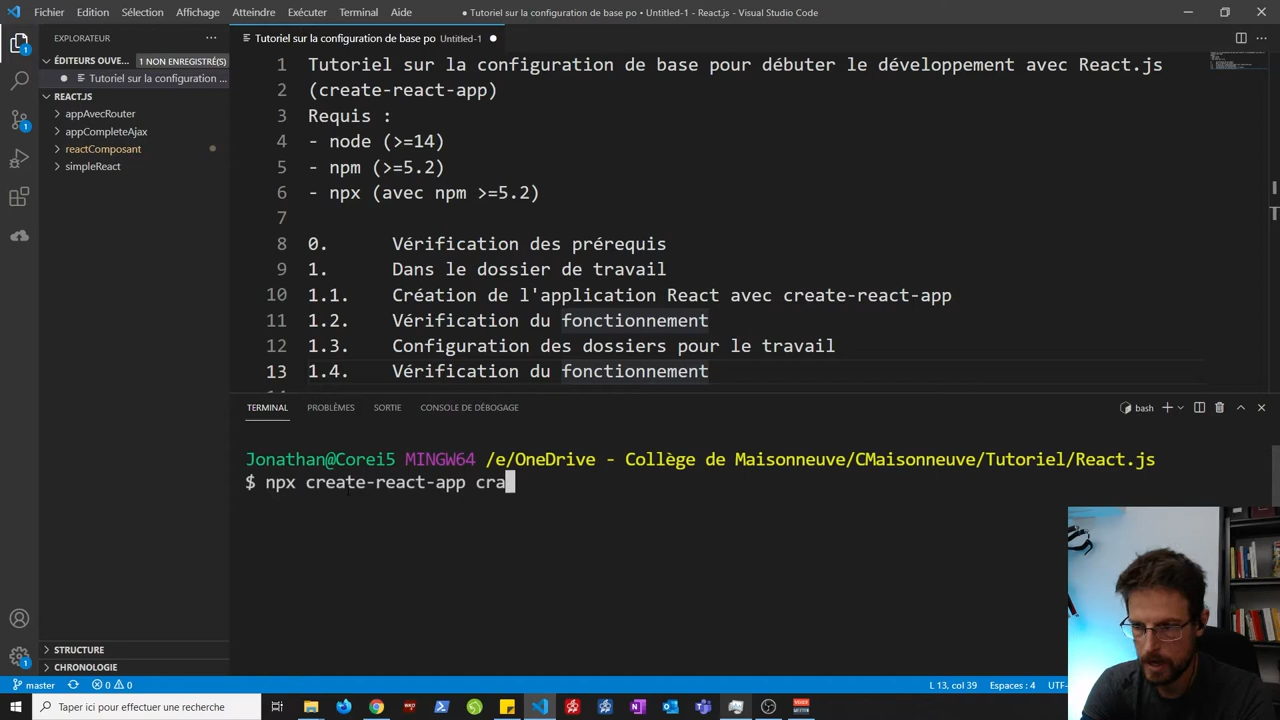 Fichier Edition Sélection Affichage Atteindre Exécuter Terminal Aide
● Tutoriel sur la configuration de base po • Untitled-1 - React.js - Visual Studio Code
EXPLORATEUR
Tutoriel sur la configuration de base po Untitled-1
ÉDITEURS OUVE... 1 NON ENREGISTRÉ(S)
Tutoriel sur la configuration ...
REACT.JS
appAvecRouter
appCompleteAjax
reactComposant
simpleReact
1 Tutoriel sur la configuration de base pour débuter le développement avec React.js
2 (create-react-app)
3 Requis :
4 - node (>=14)
5 - npm (>=5.2)
6 - npx (avec npm >=5.2)
7
8 0. Vérification des prérequis
9 1. Dans le dossier de travail
10 1.1. Création de l'application React avec create-react-app
11 1.2. Vérification du fonctionnement
12 1.3. Configuration des dossiers pour le travail
13 1.4. Vérification du fonctionnement
TERMINAL PROBLÈMES SORTIE CONSOLE DE DÉBOGAGE
bash
Jonathan@Corei5 MINGW64 /e/OneDrive - Collège de Maisonneuve/CMaisonneuve/Tutoriel/React.js
$ npx create-react-app cra
STRUCTURE
CHRONOLOGIE
master 0 0 L 13, col 39 Espaces : 4 UTF-
Taper ici pour effectuer une recherche